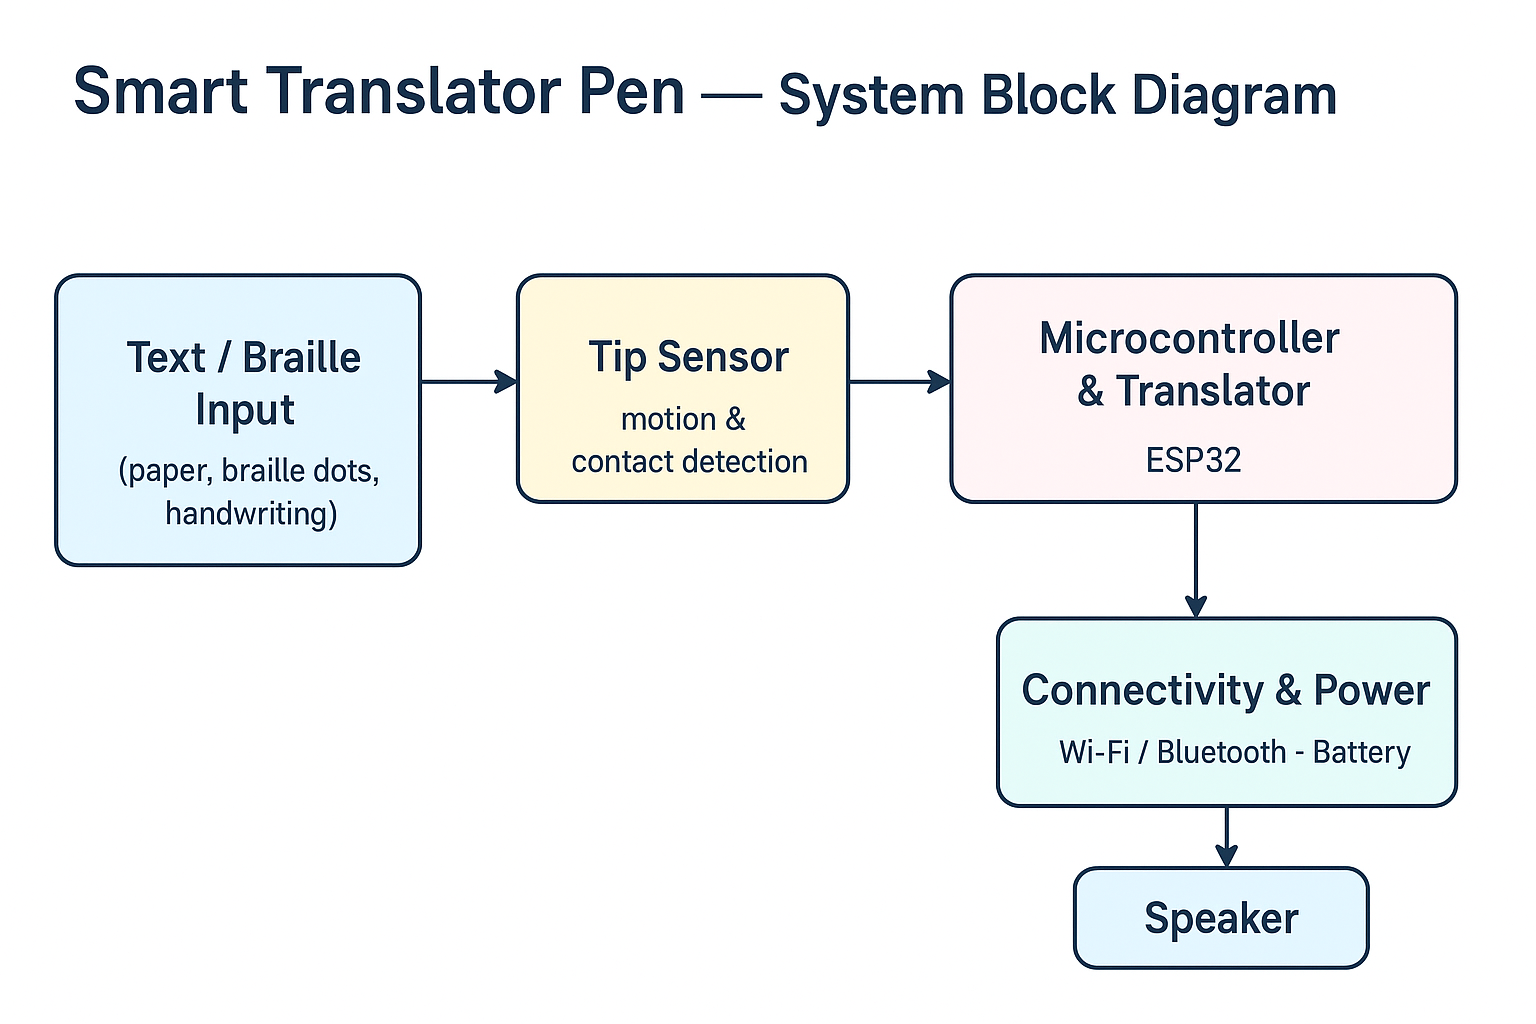 Smart Translator Pen — System Block Diagram
Text / Braille
Input
(paper, braille dots,
handwriting)
Tip Sensor
motion &
contact detection
Microcontroller
& Translator
ESP32
Connectivity & Power
Wi-Fi / Bluetooth - Battery
Speaker